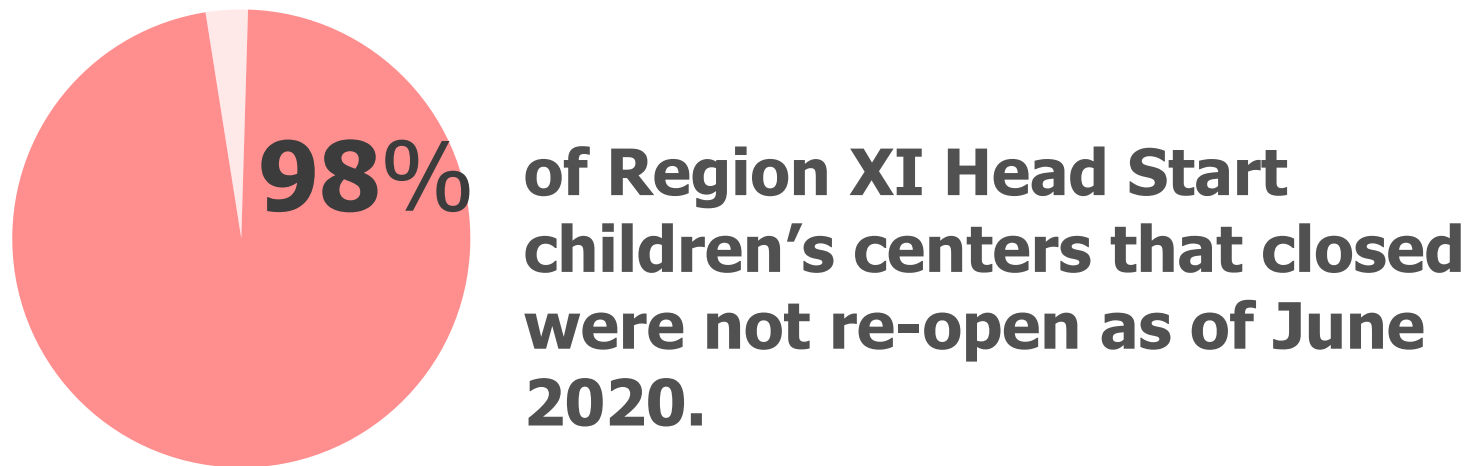 98%
of Region XI Head Start
children’s centers that closed
were not re-open as of June
2020.